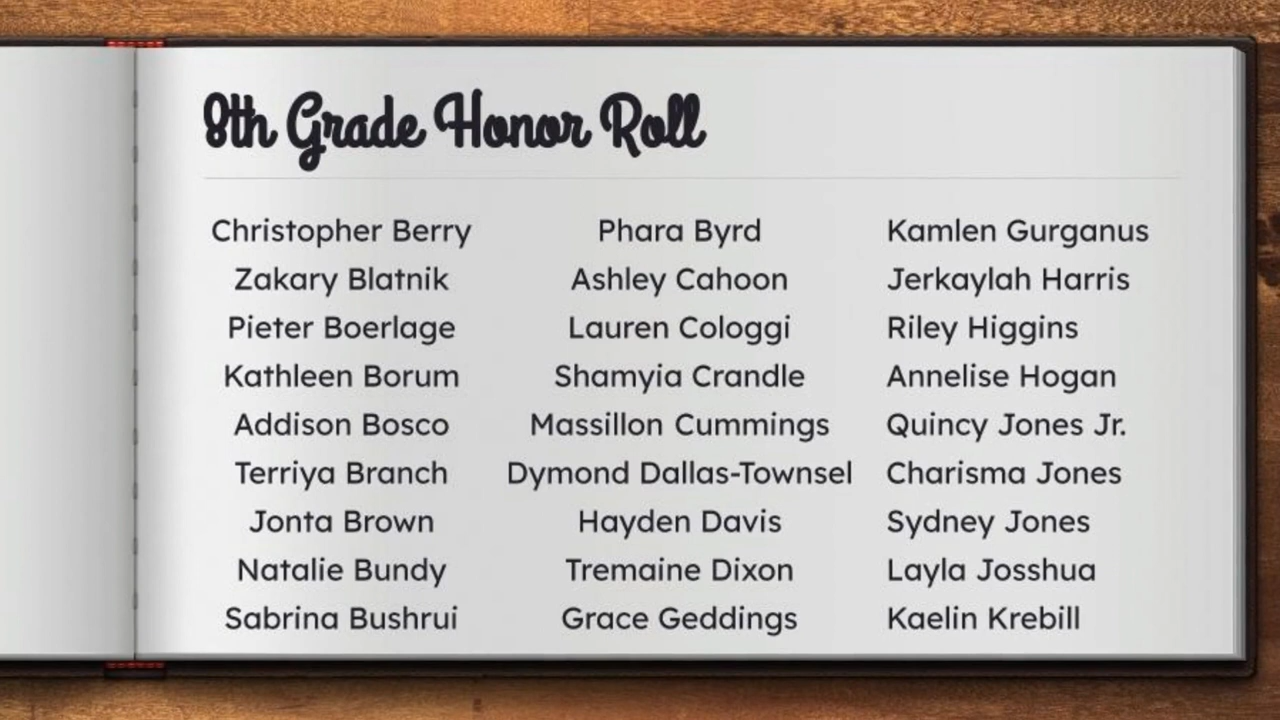 8th Grade Honor Roll
Christopher Berry
Zakary Blatnik
Pieter Boerlage
Kathleen Borum
Addison Bosco
Terriya Branch
Jonta Brown
Natalie Bundy
Sabrina Bushrui
Phara Byrd
Ashley Cahoon
Lauren Cologgi
Shamyia Crandle
Massillon Cummings
Dymond Dallas-Townsel
Hayden Davis
Tremaine Dixon
Grace Geddings
Kamlen Gurganus
Jerkaylah Harris
Riley Higgins
Annelise Hogan
Quincy Jones Jr.
Charisma Jones
Sydney Jones
Layla Josshua
Kaelin Krebill